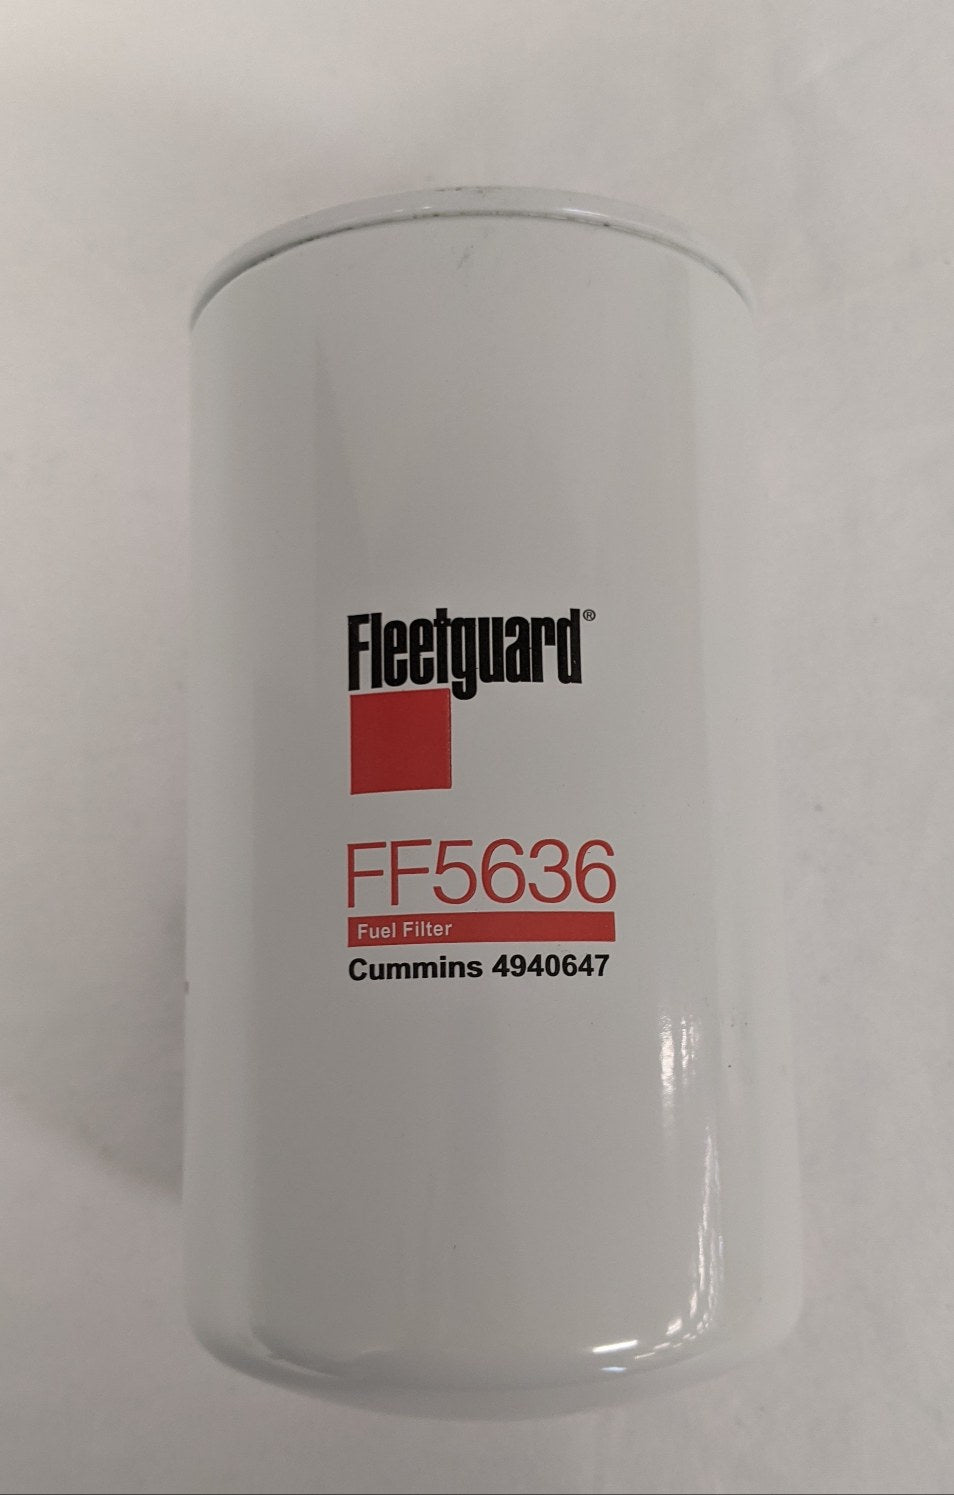 Fleetguard®
FF5636
Fuel Filter
Cummins 4940647